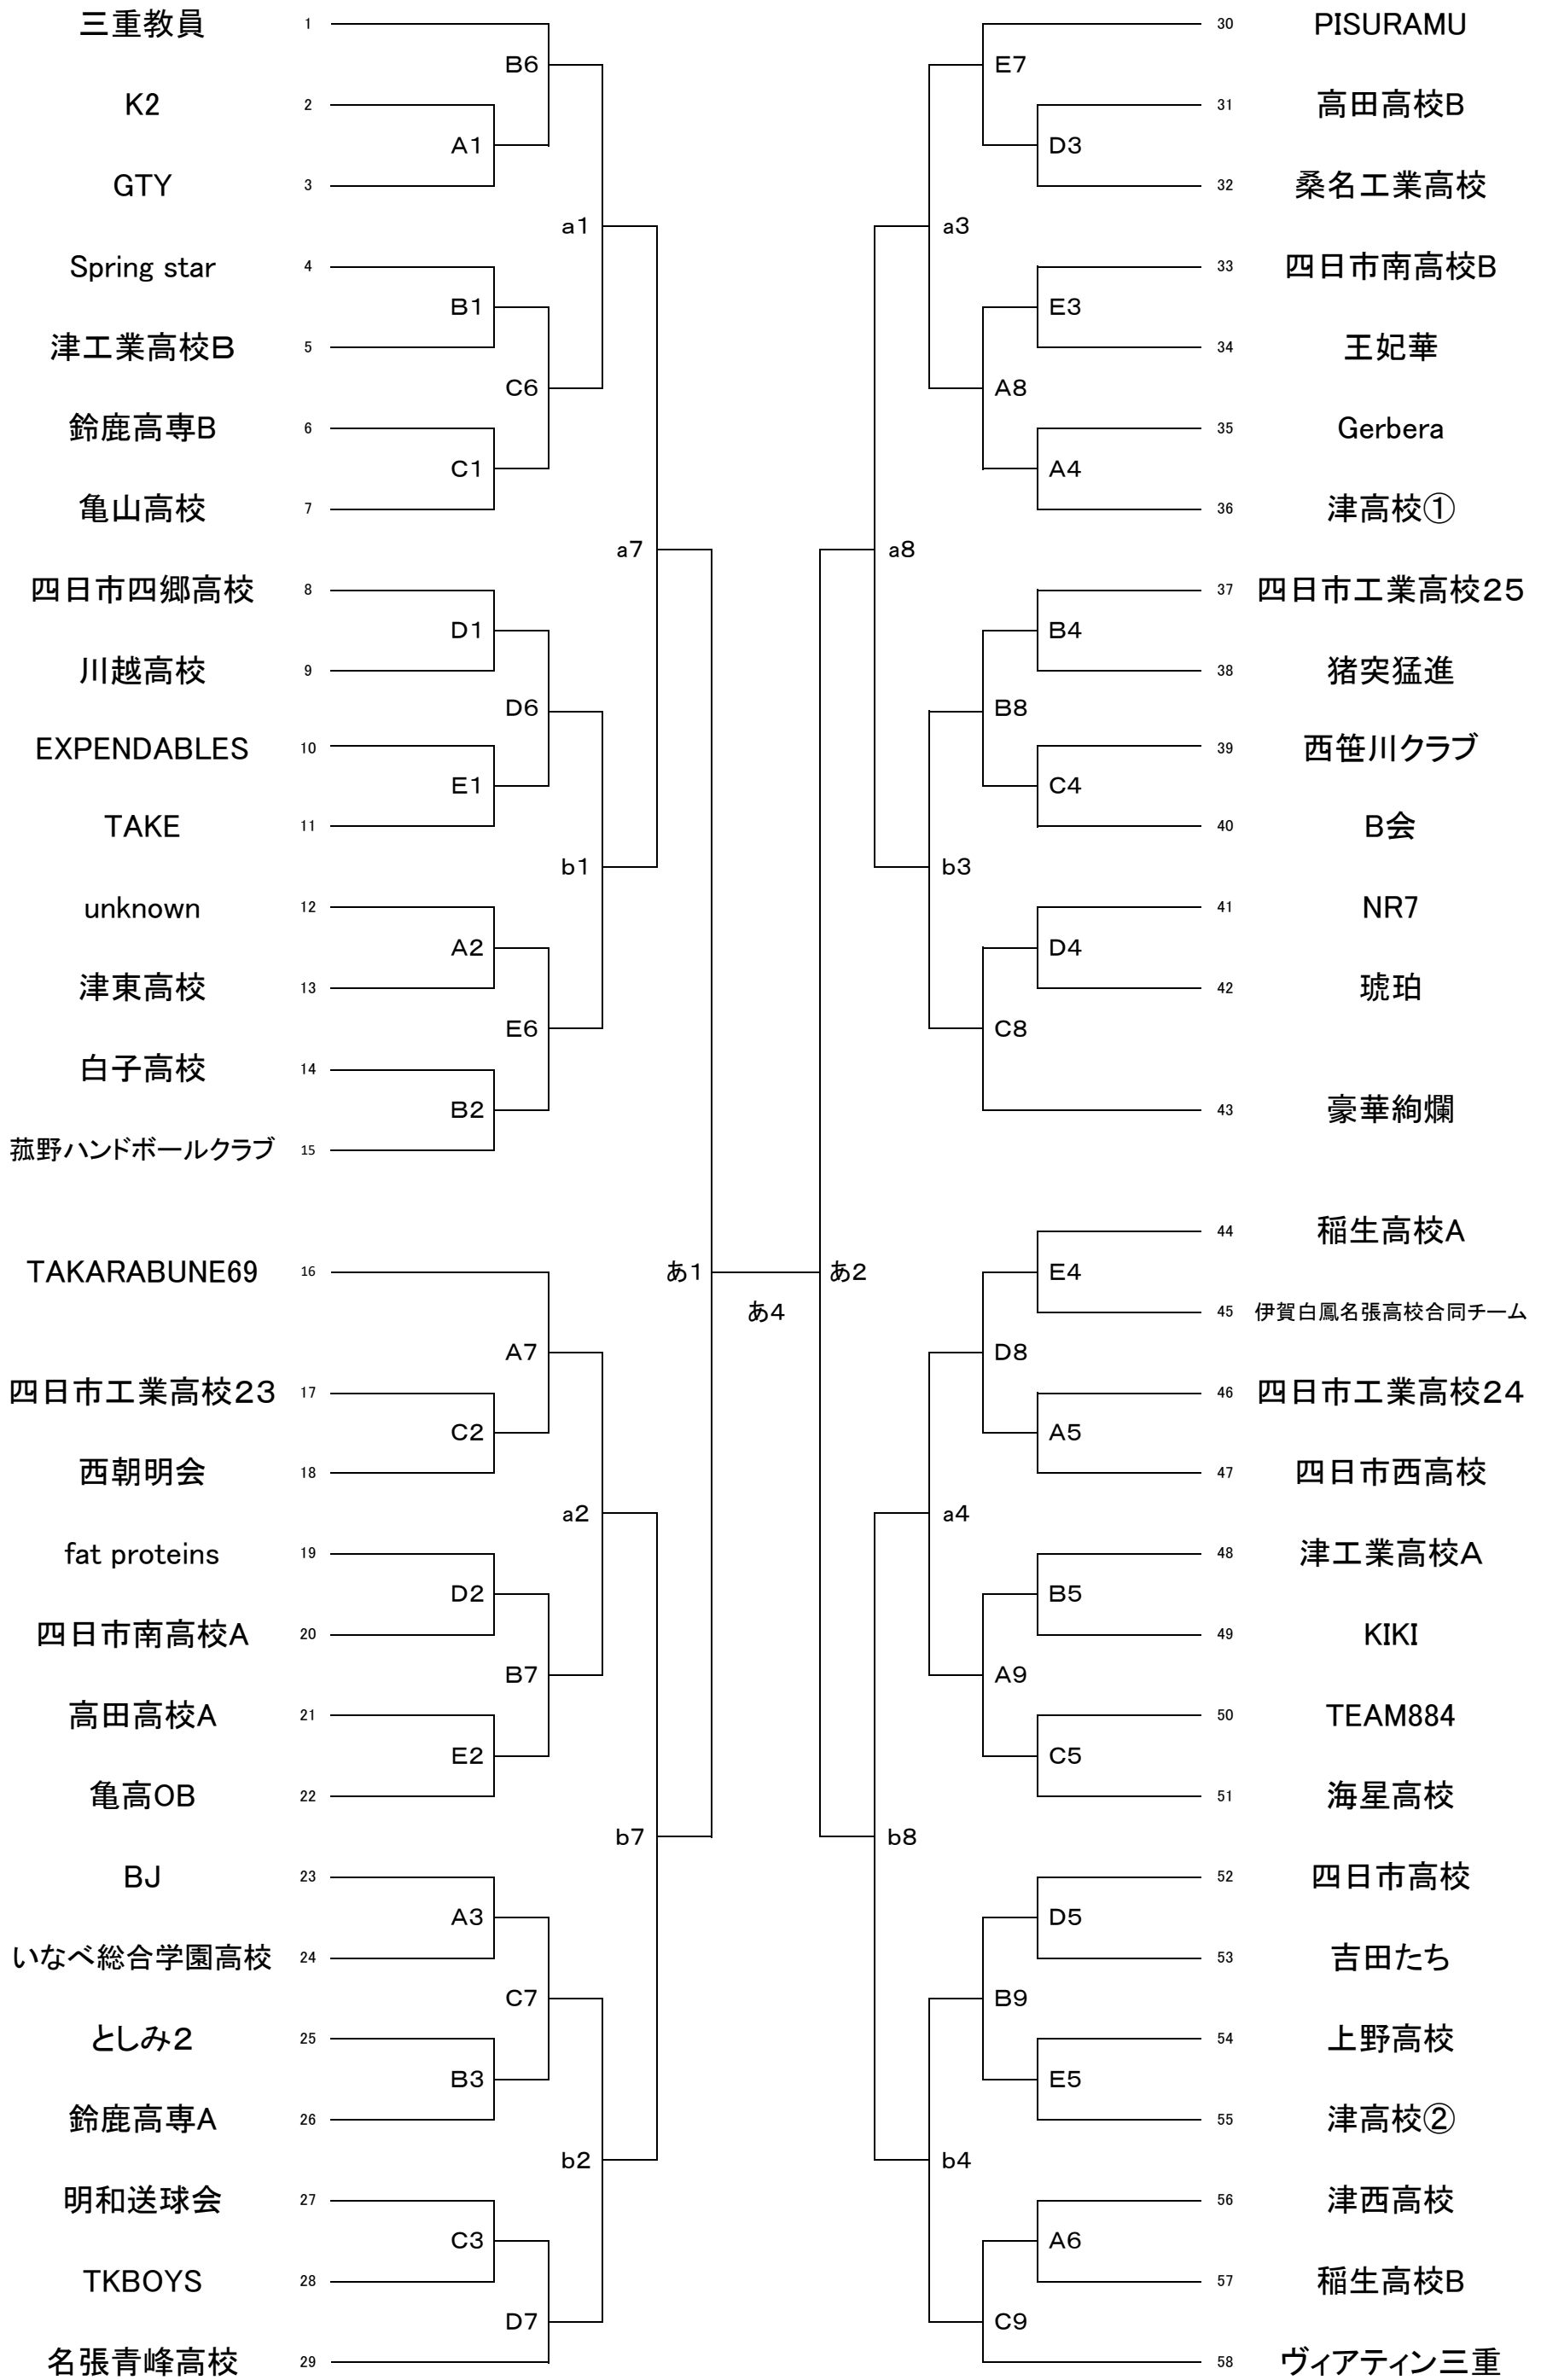 三重教員 1
B6
K2 2
A1
GTY 3
a1
Spring star 4
B1
津工業高校B 5
C6
鈴鹿高専B 6
C1
亀山高校 7
a7
四日市四郷高校 8
D1
川越高校 9
D6
EXPENDABLES 10
E1
TAKE 11
b1
unknown 12
A2
津東高校 13
E6
白子高校 14
B2
菰野ハンドボールクラブ 15
TAKARABUNE69 16
あ1
A7
四日市工業高校23 17
C2
西朝明会 18
a2
fat proteins 19
D2
四日市南高校A 20
B7
高田高校A 21
E2
亀高OB 22
b7
BJ 23
A3
いなべ総合学園高校 24
C7
としみ2 25
B3
鈴鹿高専A 26
b2
明和送球会 27
C3
TKBOYS 28
D7
名張青峰高校 29
あ4
30 PISURAMU
E7
31 高田高校B
D3
32 桑名工業高校
a3
33 四日市南高校B
E3
34 王妃華
A8
35 Gerbera
A4
36 津高校①
a8
37 四日市工業高校25
B4
38 猪突猛進
B8
39 西笹川クラブ
C4
40 B会
b3
41 NR7
D4
42 琥珀
C8
43 豪華絢爛
44 稲生高校A
あ2
E4
45 伊賀白鳳名張高校合同チーム
D8
46 四日市工業高校24
A5
47 四日市西高校
a4
48 津工業高校A
B5
49 KIKI
A9
50 TEAM884
C5
51 海星高校
b8
52 四日市高校
D5
53 吉田たち
B9
54 上野高校
E5
55 津高校②
b4
56 津西高校
A6
57 稲生高校B
C9
58 ヴィアティン三重